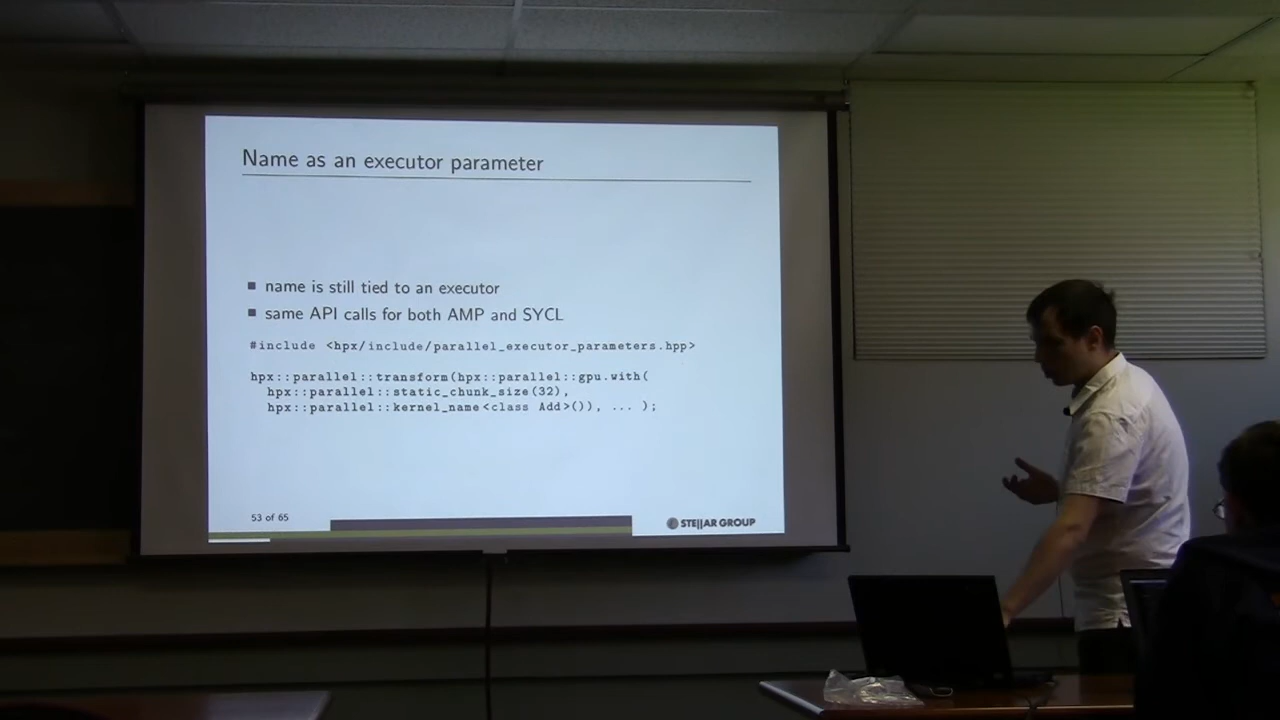 Name as an executor parameter
name is still tied to an executor
same API calls for both AMP and SYCL
#include <hpx/include/parallel_executor_parameters.hpp>
hpx::parallel::transform(hpx::parallel::gpu.with(
hpx::parallel::static_chunk_size(32),
hpx::parallel::kernel_name<class Add>()), ... );
53 of 65
STE||AR GROUP